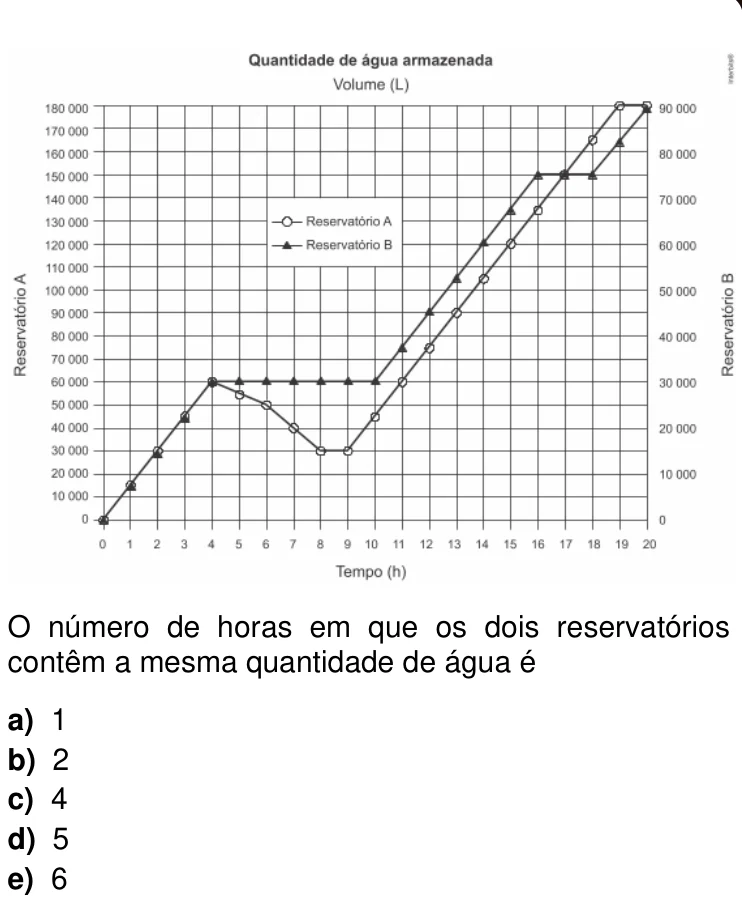 Quantidade de água armazenada
Volume (L)
180 000
170 000
160 000
150 000
140 000
130 000
120 000
110 000
100 000
90 000
80 000
70 000
60 000
50 000
40 000
30 000
20 000
10 000
0
Reservatório A
Reservatório A
Reservatório B
90 000
80 000
70 000
60 000
50 000
40 000
30 000
20 000
10 000
0
Reservatório B
0 1 2 3 4 5 6 7 8 9 10 11 12 13 14 15 16 17 18 19 20
Tempo (h)
O número de horas em que os dois reservatórios
contêm a mesma quantidade de água é
a) 1
b) 2
c) 4
d) 5
e) 6